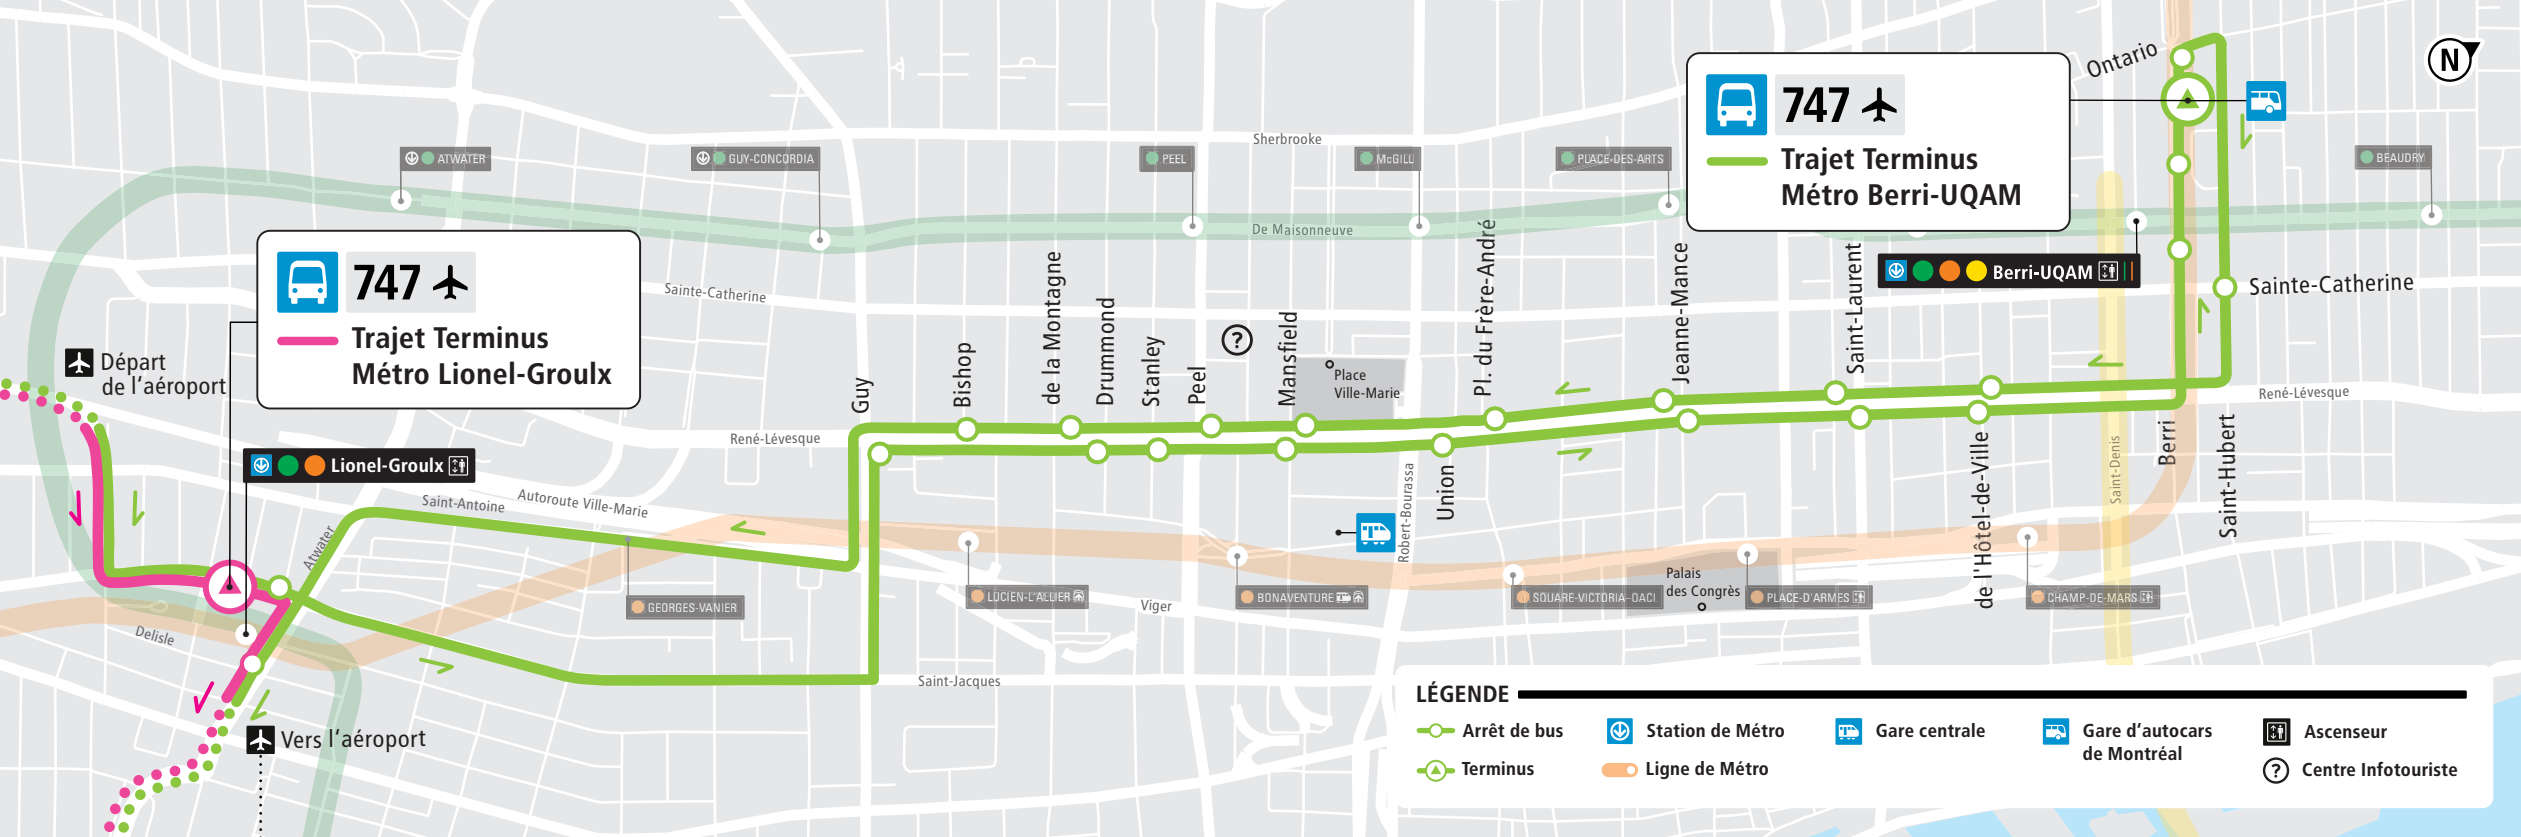 Ontario
N
747
Trajet Terminus
Métro Berri-UQAM
Sherbrooke
ATWATER
GUY-CONCORDIA
PEEL
McGILL
PLACE-DES-ARTS
BEAUDRY
De Maisonneuve
747
Trajet Terminus
Métro Lionel-Groulx
Berri-UQAM
Sainte-Catherine
Sainte-Catherine
Départ
de l'aéroport
Guy
Bishop
de la Montagne
Drummond
Stanley
Peel
?
Mansfield
Place
Ville-Marie
Pl. du Frère-André
Jeanne-Mance
Saint-Laurent
René-Lévesque
René-Lévesque
Lionel-Groulx
Saint-Antoine
Autoroute Ville-Marie
Atwater
Robert-Bourassa
Union
de l'Hôtel-de-Ville
Saint-Denis
Berri
Saint-Hubert
GEORGES-VANIER
LUCIEN-L'ALLIER
BONAVENTURE
Viger
SQUARE-VICTORIA–OACI
Palais
des Congrès
PLACE-D'ARMES
CHAMP-DE-MARS
Delisle
Saint-Jacques
Vers l'aéroport
LÉGENDE
Arrêt de bus
Station de Métro
Gare centrale
Gare d'autocars
de Montréal
Ascenseur
Terminus
Ligne de Métro
?
Centre Infotouriste